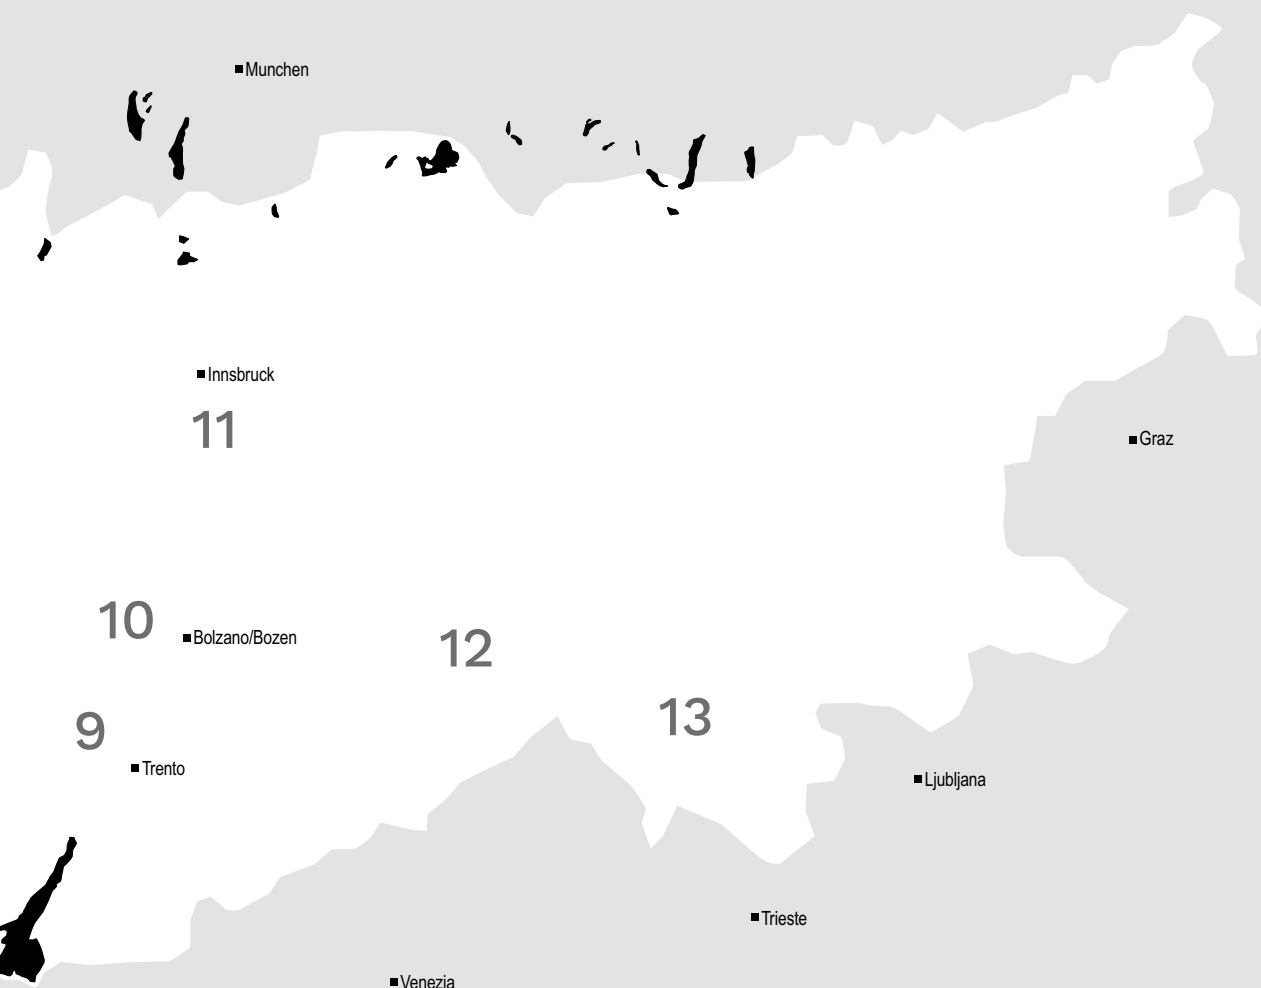 Munchen
Innsbruck
11
Graz
10
Bolzano/Bozen
12
9
13
Trento
Ljubljana
Trieste
Venezia